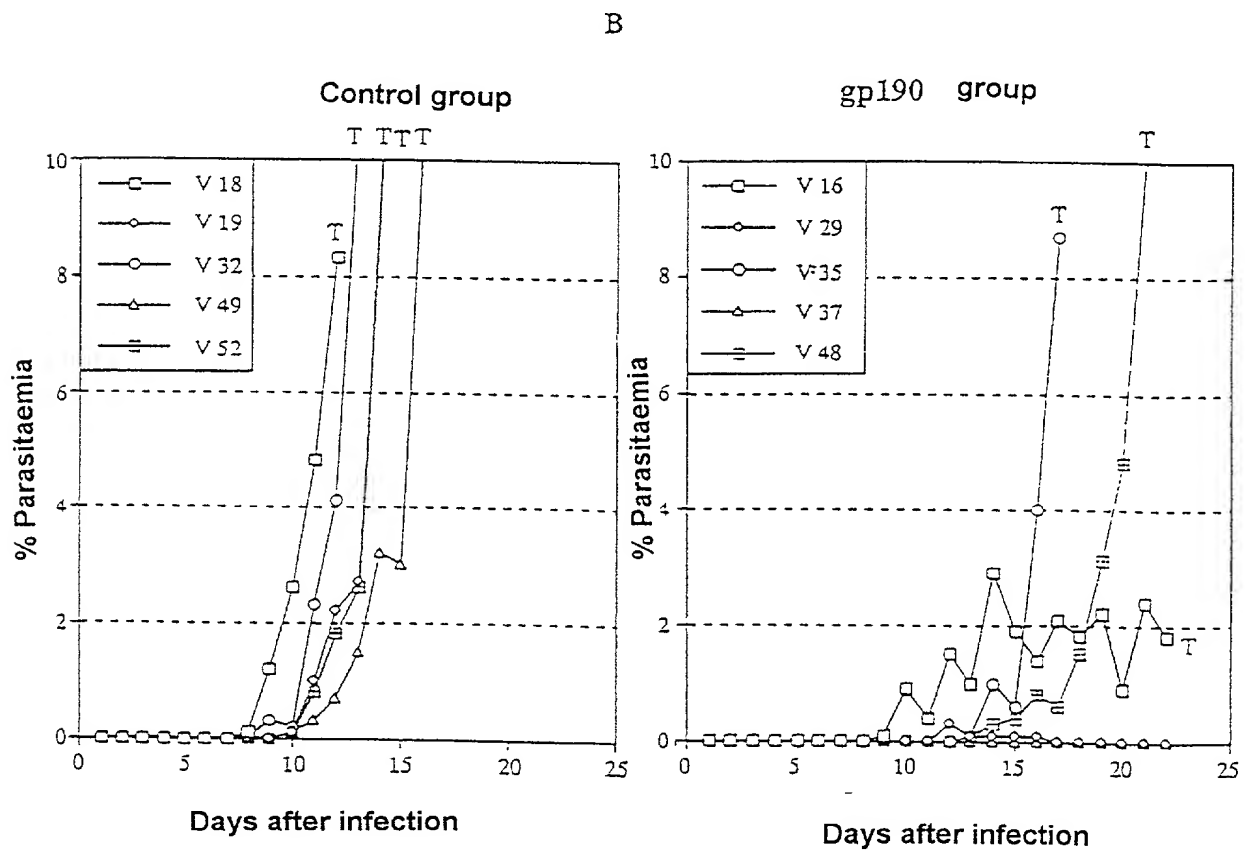 B
Control group
T T T T
10
8
6
4
2
0
V 18
V 19
V 32
V 49
V 52
T
% Parasitaemia
0 5 10 15 20 25
Days after infection
gp190 group
T
10
8
6
4
2
0
V 16
V 29
V 35
V 37
V 48
T
T
% Parasitaemia
0 5 10 15 20 25
Days after infection